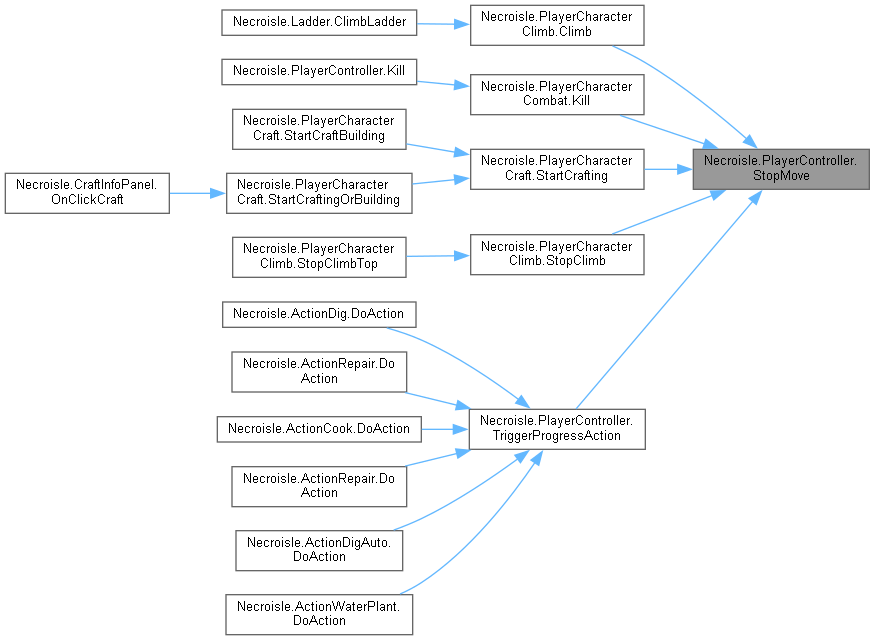 Necroisle.Ladder.ClimbLadder
Necroisle.PlayerCharacter
Climb.Climb
Necroisle.PlayerController.Kill
Necroisle.PlayerCharacter
Combat.Kill
Necroisle.PlayerCharacter
Craft.StartCraftBuilding
Necroisle.PlayerCharacter
Craft.StartCrafting
Necroisle.PlayerController.
StopMove
Necroisle.CraftInfoPanel.
OnClickCraft
Necroisle.PlayerCharacter
Craft.StartCraftingOrBuilding
Necroisle.PlayerCharacter
Climb.StopClimbTop
Necroisle.PlayerCharacter
Climb.StopClimb
Necroisle.ActionDig.DoAction
Necroisle.ActionRepair.Do
Action
Necroisle.ActionCook.DoAction
Necroisle.PlayerController.
TriggerProgressAction
Necroisle.ActionRepair.Do
Action
Necroisle.ActionDigAuto.
DoAction
Necroisle.ActionWaterPlant.
DoAction